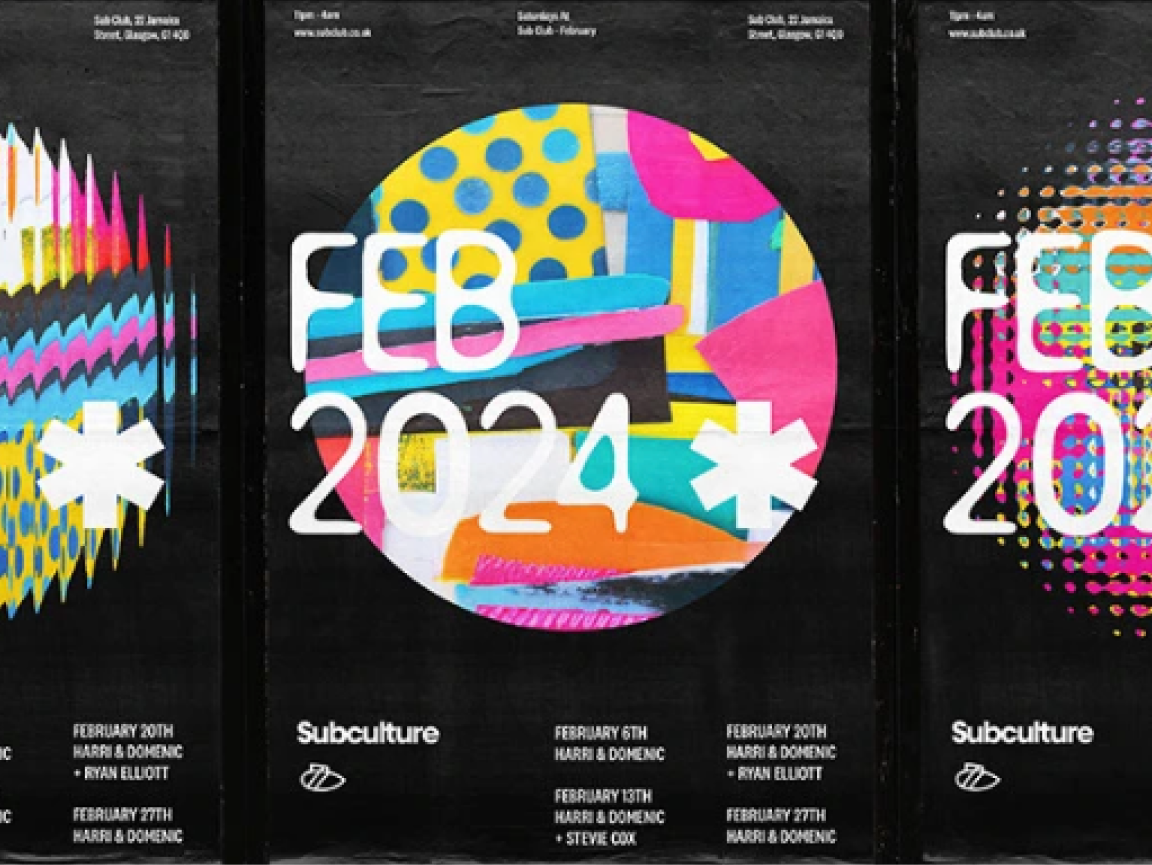 Sub Club, 22 Jamaica
Street, Glasgow, G1 4QD
FEBRUARY 20TH
HARRI & DOMENIC
+ RYAN ELLIOTT
FEBRUARY 27TH
HARRI & DOMENIC
11pm - 4am
www.subclub.co.uk
Saturdays At
Sub Club - February
Sub Club, 22 Jamaica
Street, Glasgow, G1 4QD
FEB
2024*
Subculture
FEBRUARY 6TH
HARRI & DOMENIC
FEBRUARY 13TH
HARRI & DOMENIC
+ STEVIE COX
FEBRUARY 20TH
HARRI & DOMENIC
+ RYAN ELLIOTT
FEBRUARY 27TH
HARRI & DOMENIC
11pm - 4am
www.subclub.co.uk
FEB
202
Subculture